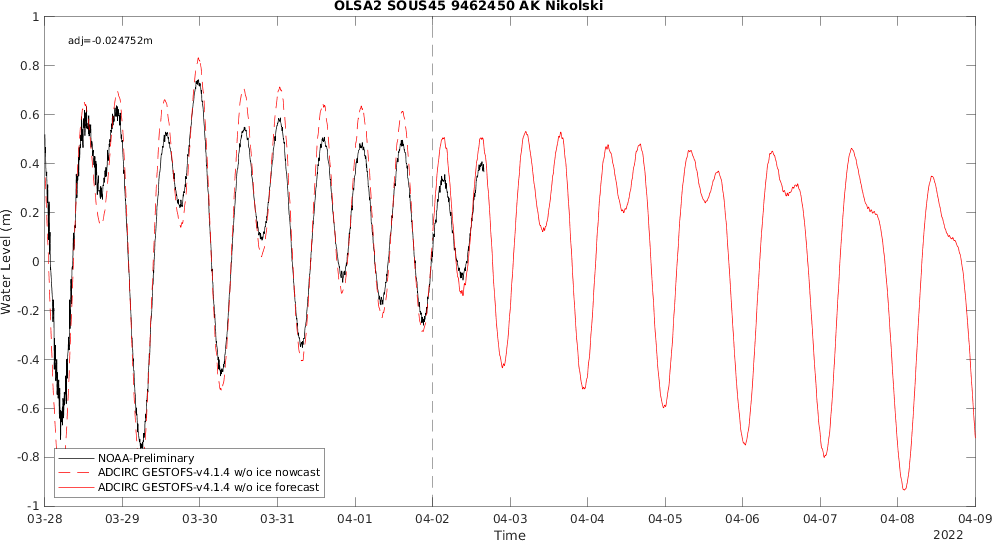 OLSA2 SOUS45 9462450 AK Nikolski
adj=-0.024752m
1
0.8
0.6
0.4
0.2
0
-0.2
-0.4
-0.6
-0.8
-1
Water Level (m)
NOAA-Preliminary
ADCIRC GESTOFS-v4.1.4 w/o ice nowcast
ADCIRC GESTOFS-v4.1.4 w/o ice forecast
03-28 03-29 03-30 03-31 04-01 04-02 04-03 04-04 04-05 04-06 04-07 04-08 04-09
Time
2022